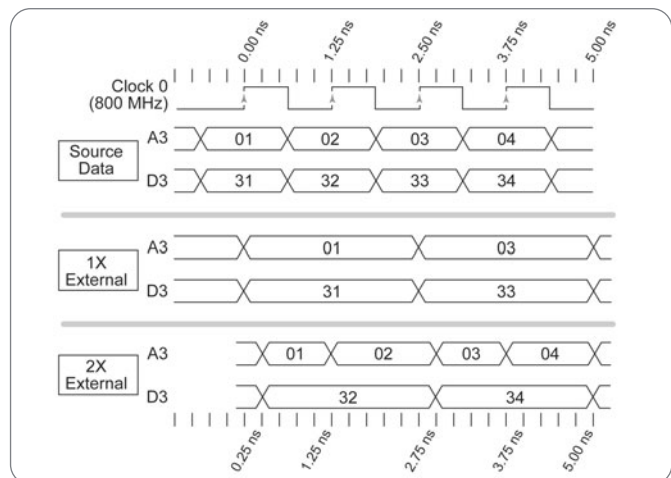 0.00 ns 1.25 ns 2.50 ns 3.75 ns 5.00 ns
Clock 0
(800 MHz)
Source
Data
A3 01 02 03 04
D3 31 32 33 34
1X
External
A3 01 03
D3 31 33
2X
External
A3 01 02 03 04
D3 32 34
0.25 ns 1.25 ns 2.75 ns 3.75 ns 5.00 ns